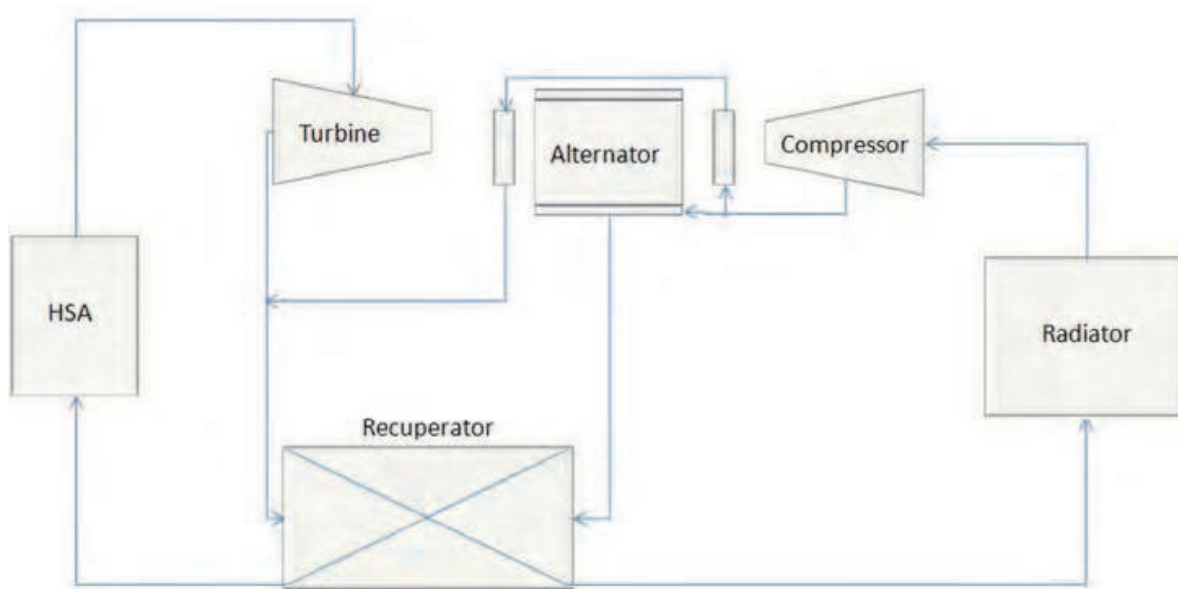 Turbine
Alternator
Compressor
HSA
Radiator
Recuperator